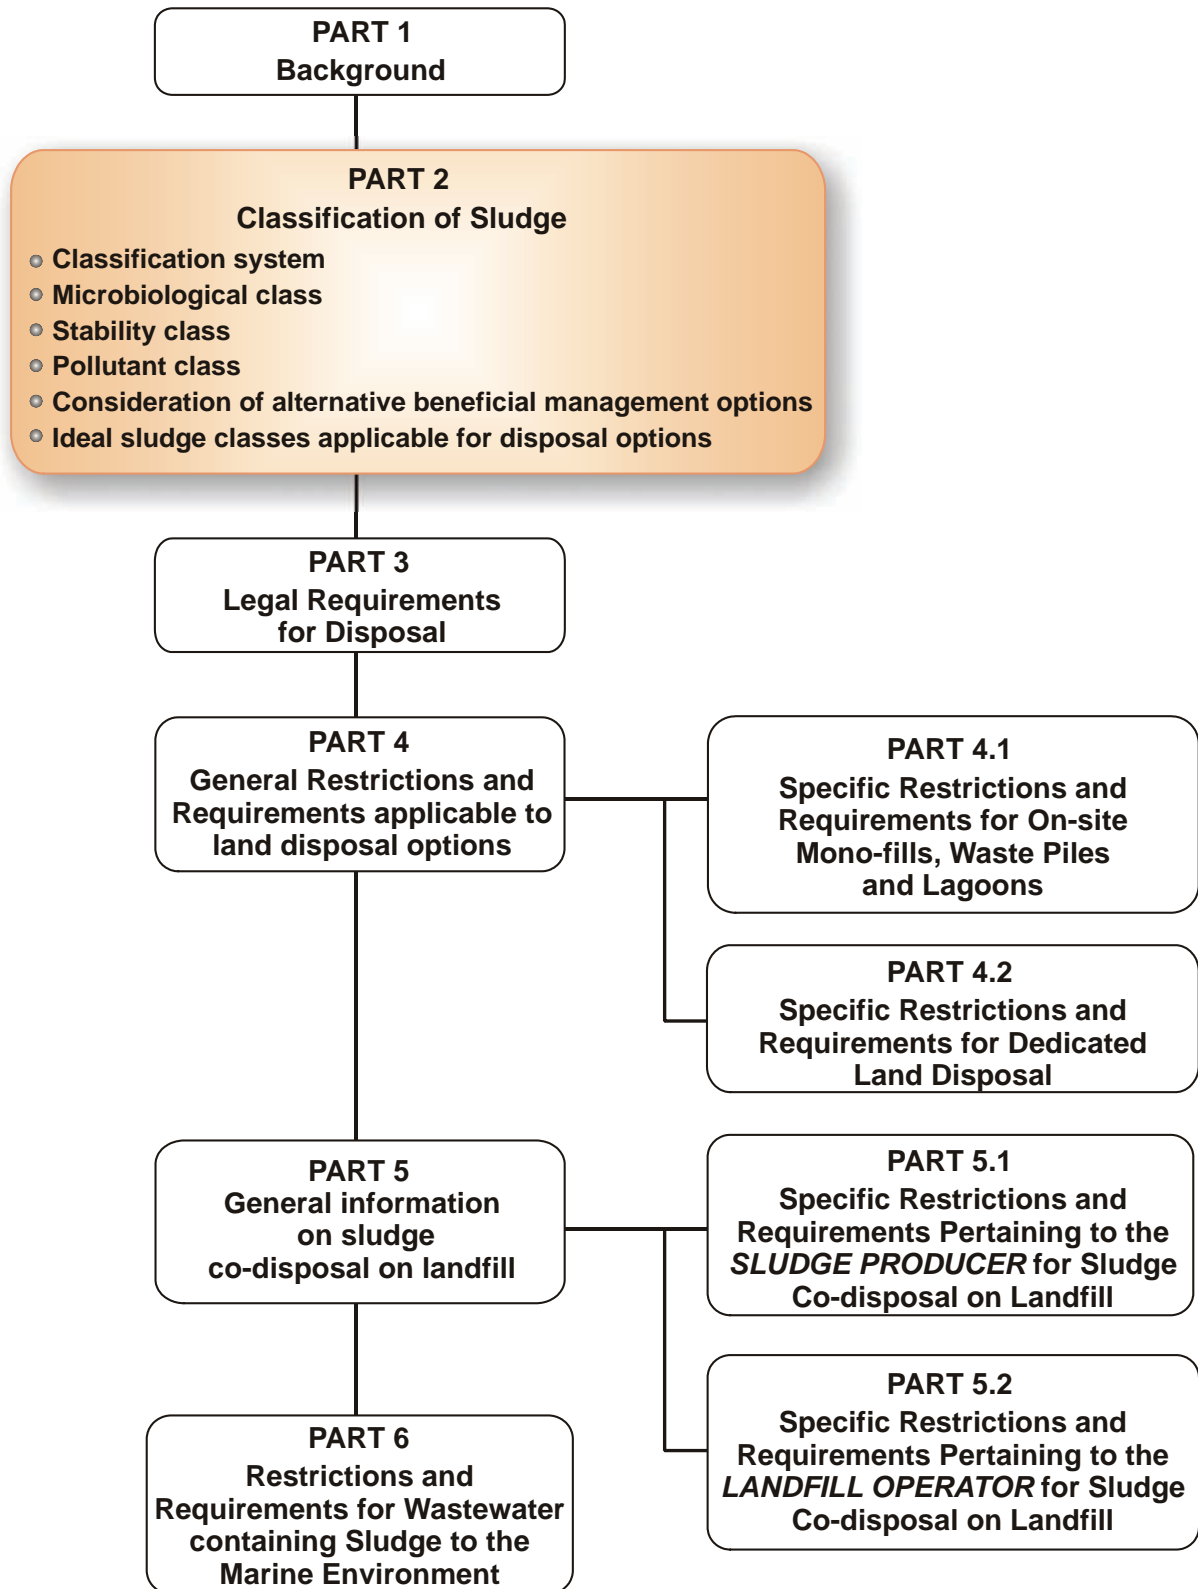 PART 1
Background
PART 2
Classification of Sludge
Classification system
Microbiological class
Stability class
Pollutant class
Consideration of alternative beneficial management options
Ideal sludge classes applicable for disposal options
PART 3
Legal Requirements
for Disposal
PART 4
General Restrictions and
Requirements applicable to
land disposal options
PART 4.1
Specific Restrictions and
Requirements for On-site
Mono-fills, Waste Piles
and Lagoons
PART 4.2
Specific Restrictions and
Requirements for Dedicated
Land Disposal
PART 5
General information
on sludge
co-disposal on landfill
PART 5.1
Specific Restrictions and
Requirements Pertaining to the
SLUDGE PRODUCER for Sludge
Co-disposal on Landfill
PART 5.2
Specific Restrictions and
Requirements Pertaining to the
LANDFILL OPERATOR for Sludge
Co-disposal on Landfill
PART 6
Restrictions and
Requirements for Wastewater
containing Sludge to the
Marine Environment